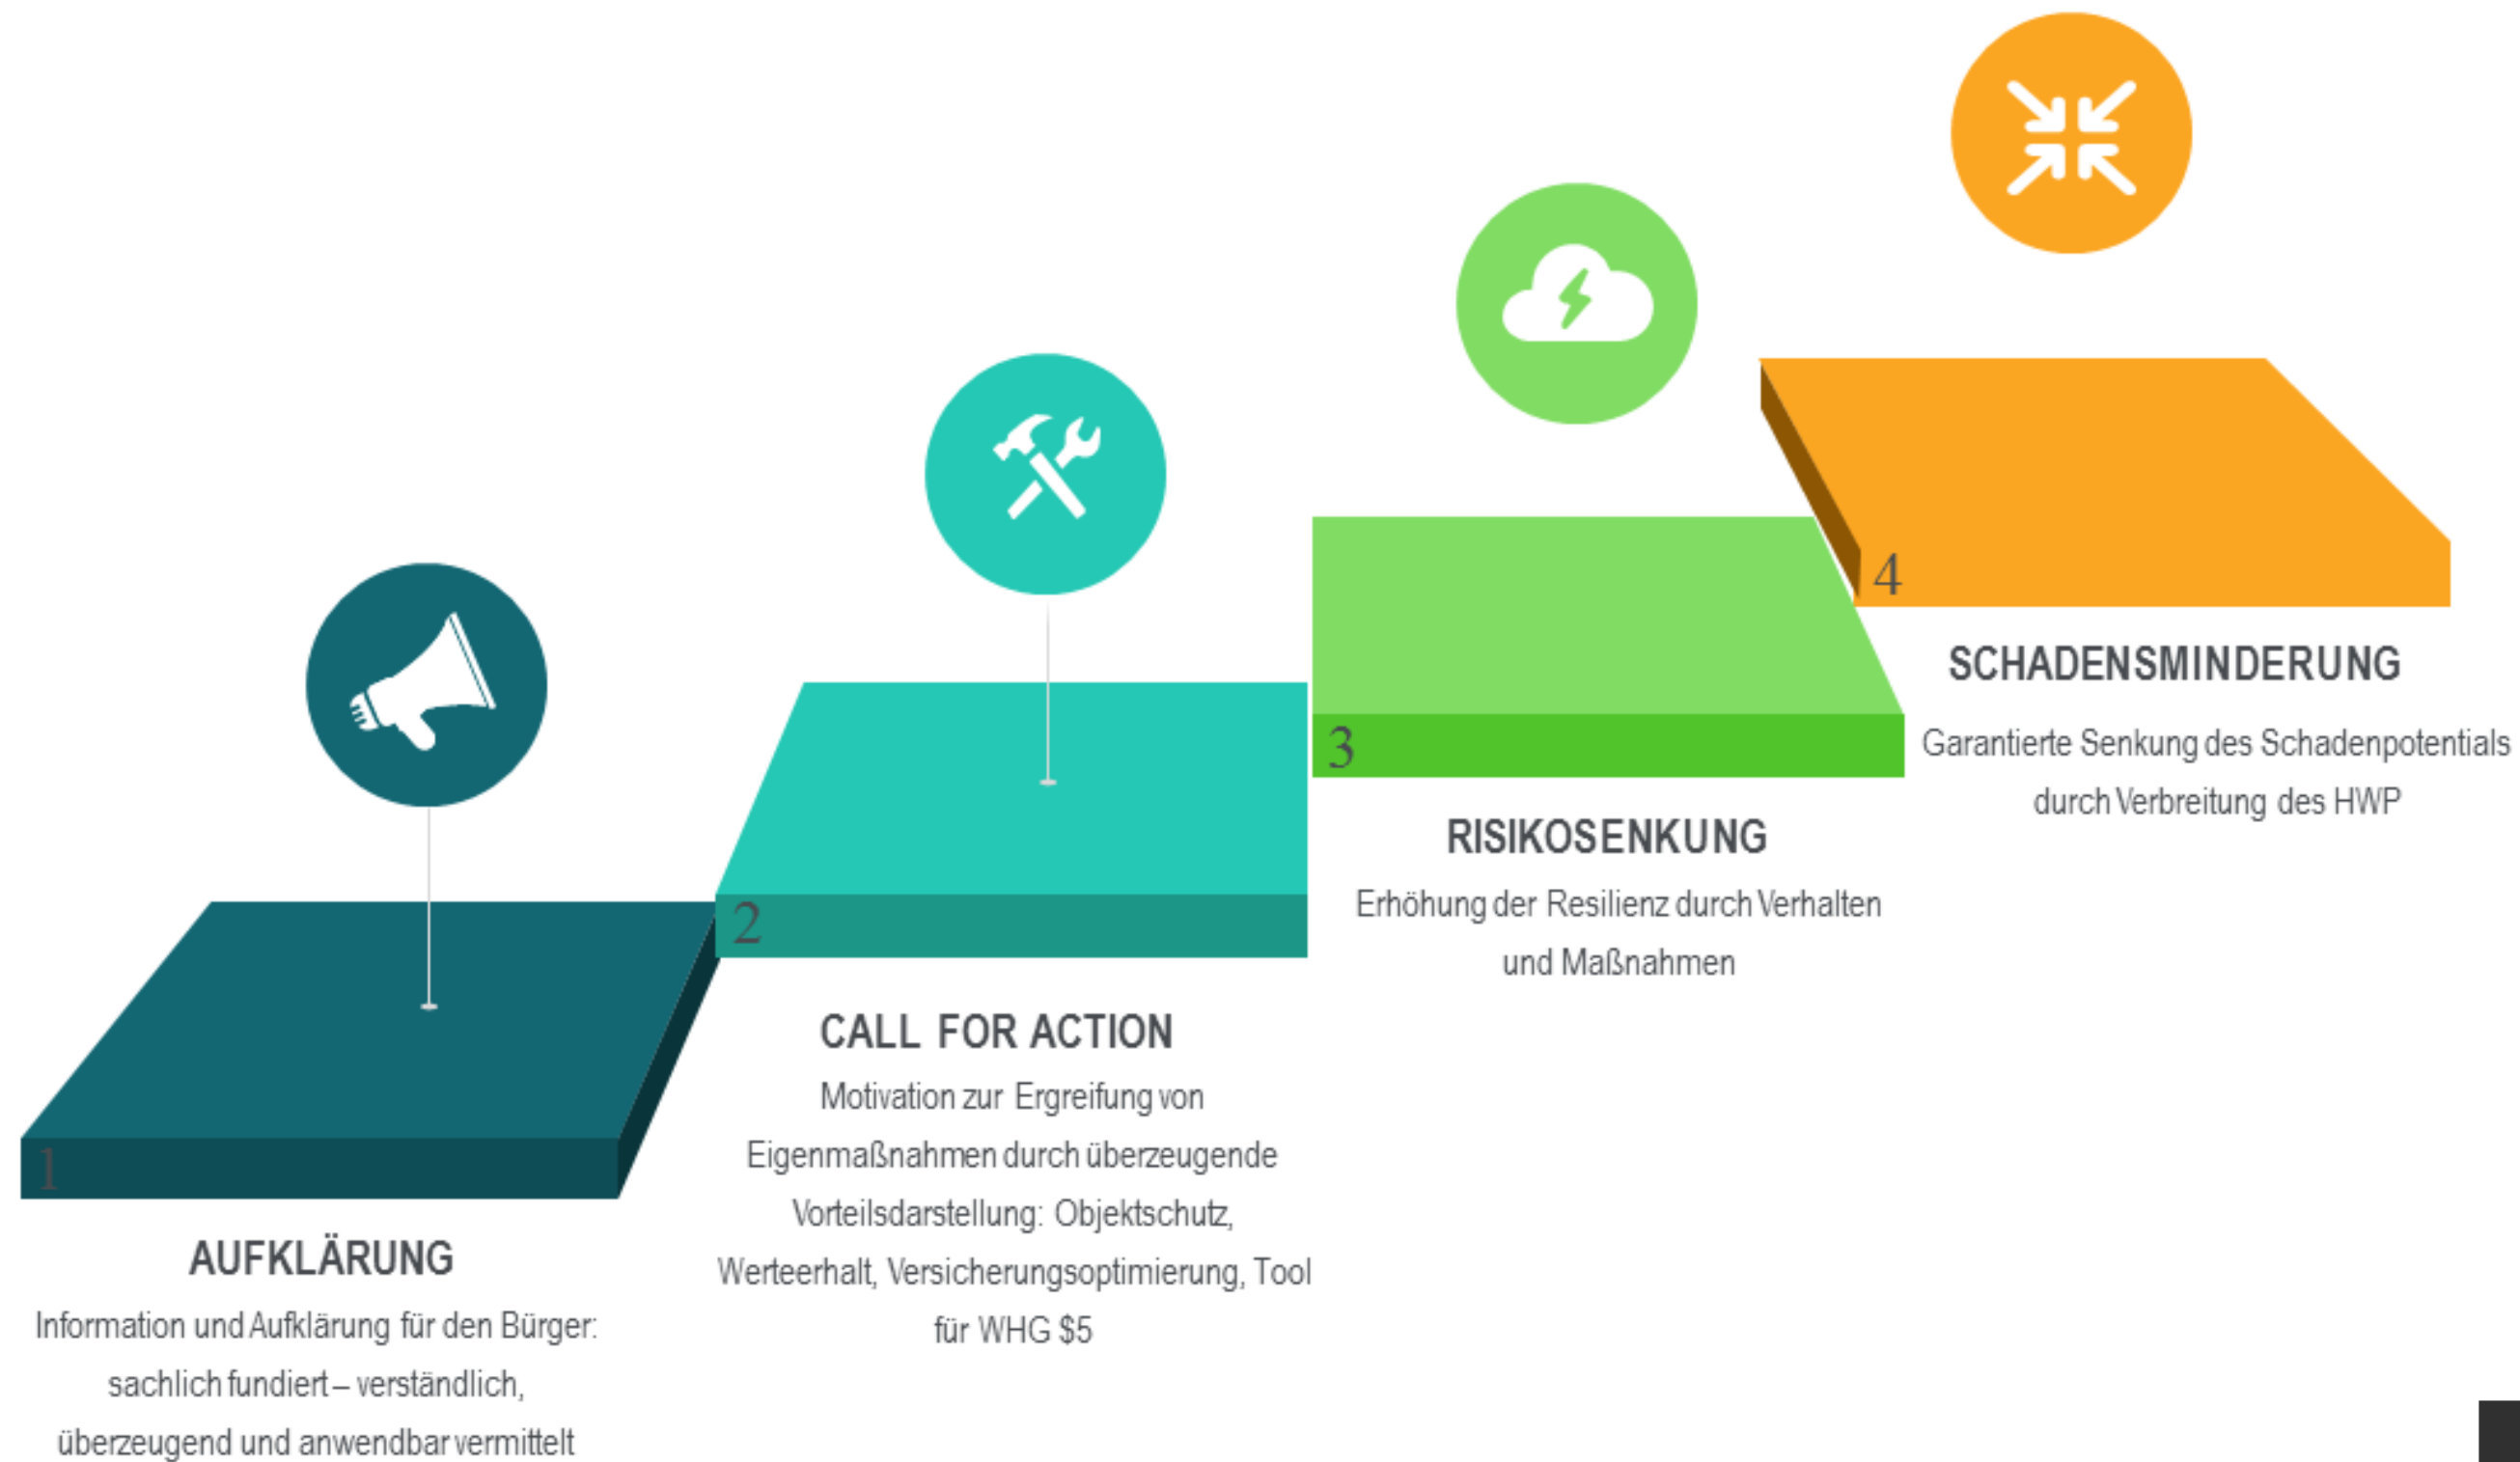 1
AUFKLÄRUNG
Information und Aufklärung für den Bürger:
sachlich fundiert – verständlich,
überzeugend und anwendbar vermittelt
2
CALL FOR ACTION
Motivation zur Ergreifung von
Eigenmaßnahmen durch überzeugende
Vorteilsdarstellung: Objektschutz,
Werteerhalt, Versicherungsoptimierung, Tool
für WHG $5
3
RISIKOSENKUNG
Erhöhung der Resilienz durch Verhalten
und Maßnahmen
4
SCHADENSMINDERUNG
Garantierte Senkung des Schadenpotentials
durch Verbreitung des HWP